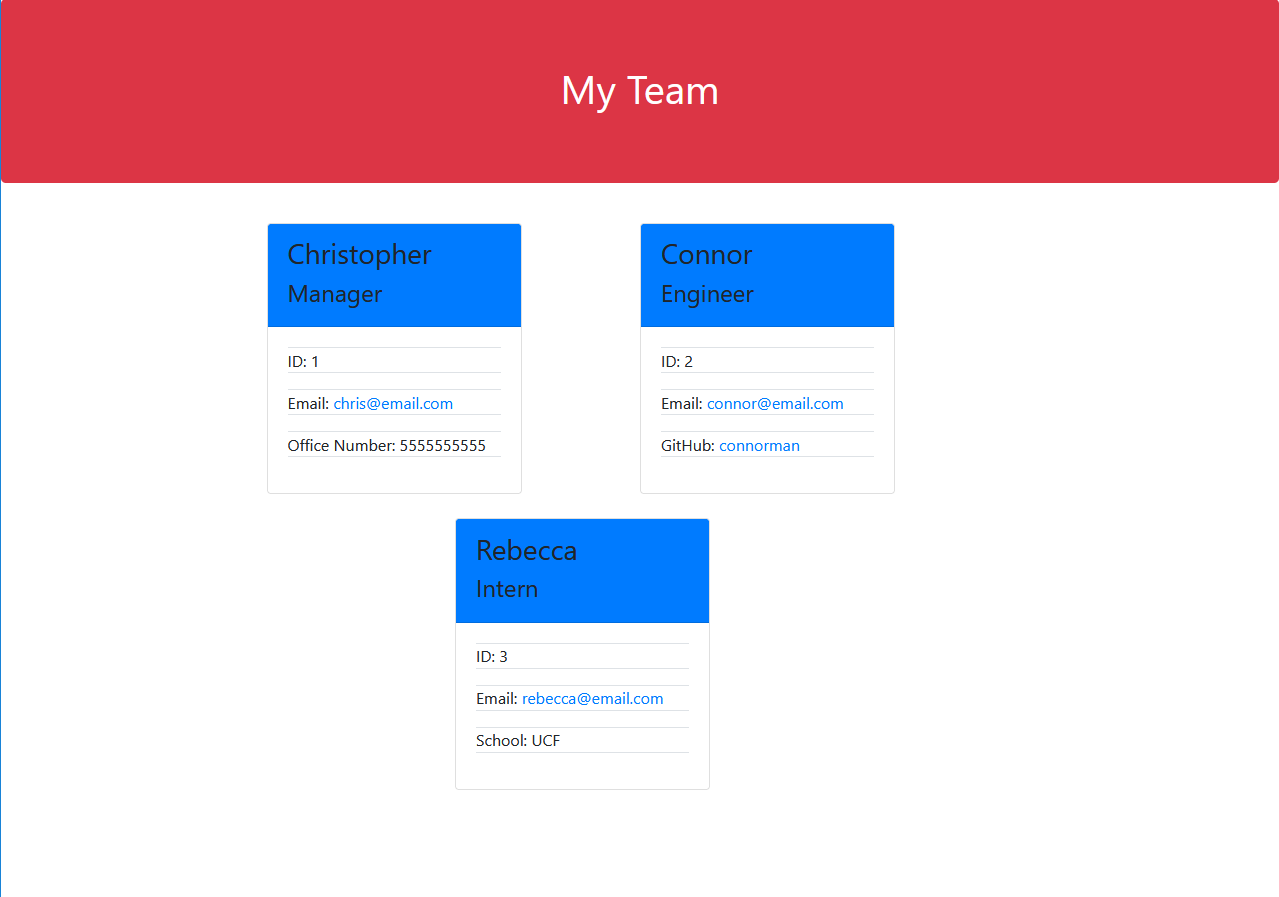 My Team
Christopher
Manager
ID: 1
Email: chris@email.com
Office Number: 5555555555
Connor
Engineer
ID: 2
Email: connor@email.com
GitHub: connorman
Rebecca
Intern
ID: 3
Email: rebecca@email.com
School: UCF